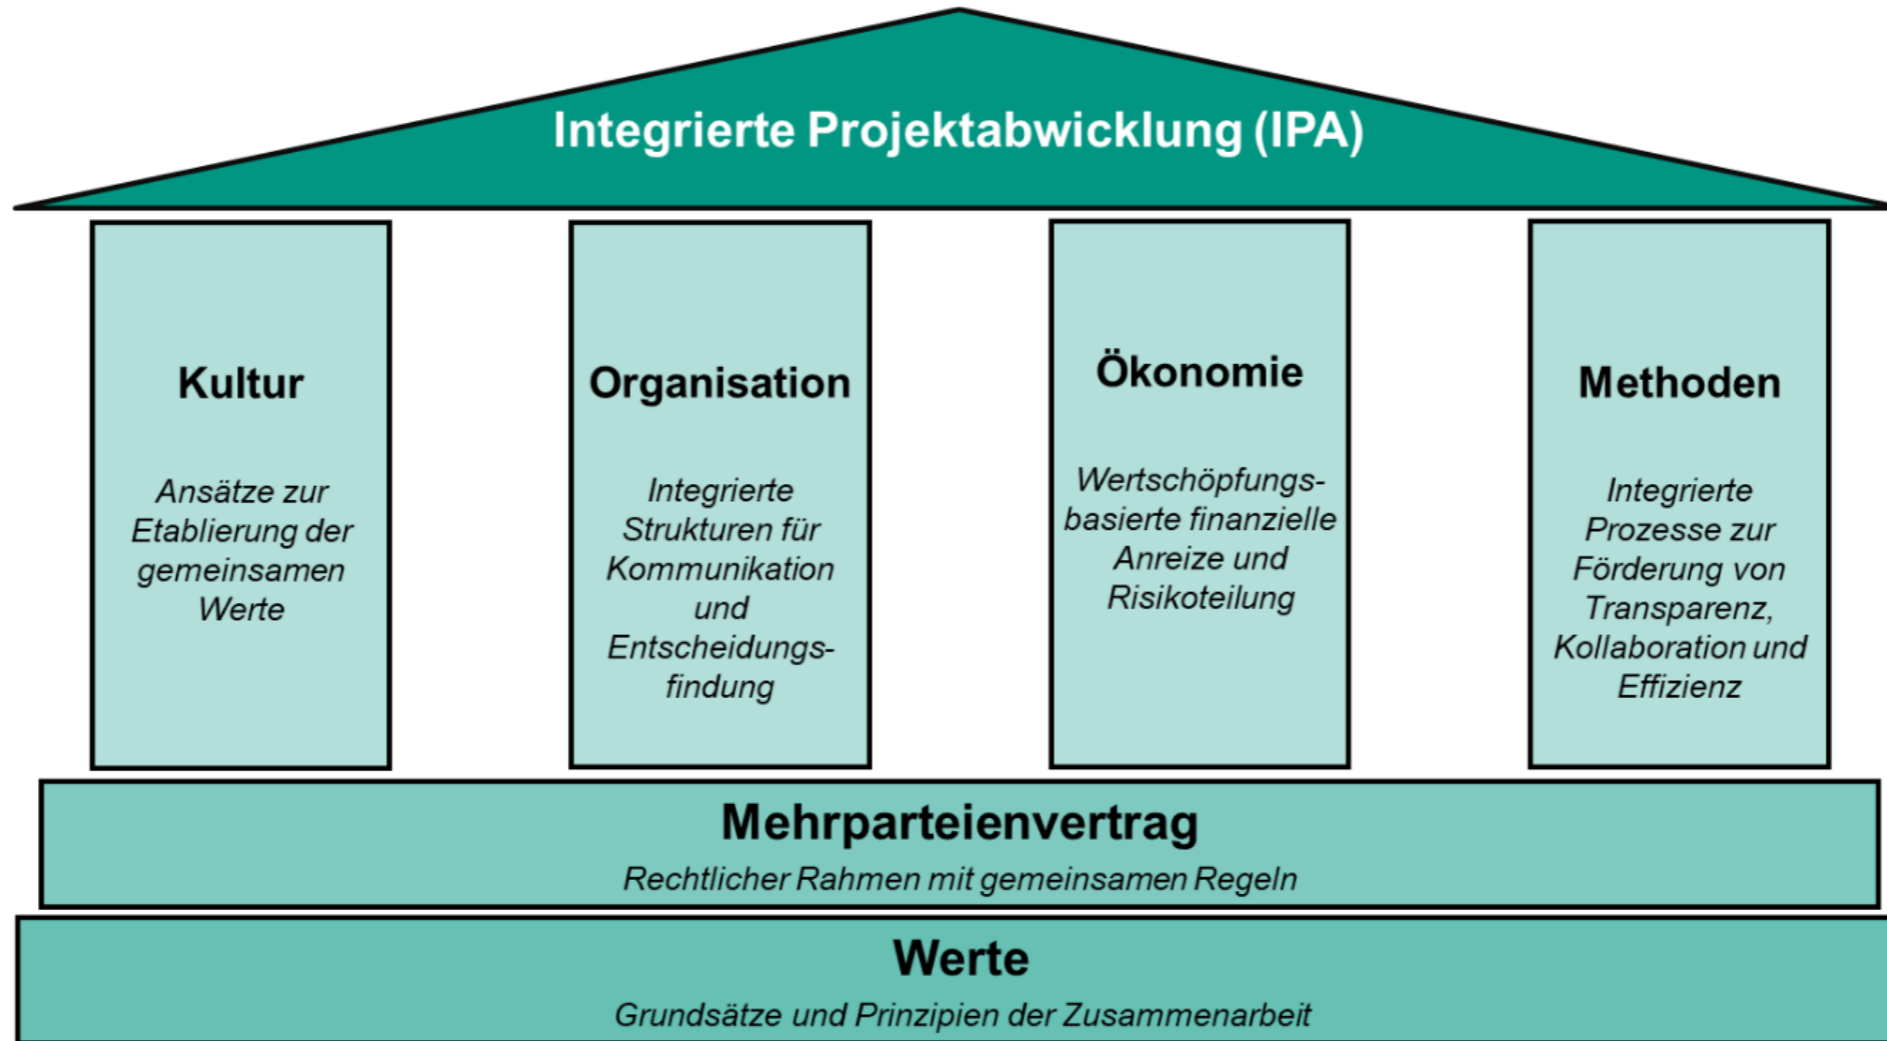 Integrierte Projektabwicklung (IPA)
Kultur
Ansätze zur
Etablierung der
gemeinsamen
Werte
Organisation
Integrierte
Strukturen für
Kommunikation
und
Entscheidungs-
findung
Ökonomie
Wertschöpfungs-
basierte finanzielle
Anreize und
Risikoteilung
Methoden
Integrierte
Prozesse zur
Förderung von
Transparenz,
Kollaboration und
Effizienz
Mehrparteienvertrag
Rechtlicher Rahmen mit gemeinsamen Regeln
Werte
Grundsätze und Prinzipien der Zusammenarbeit